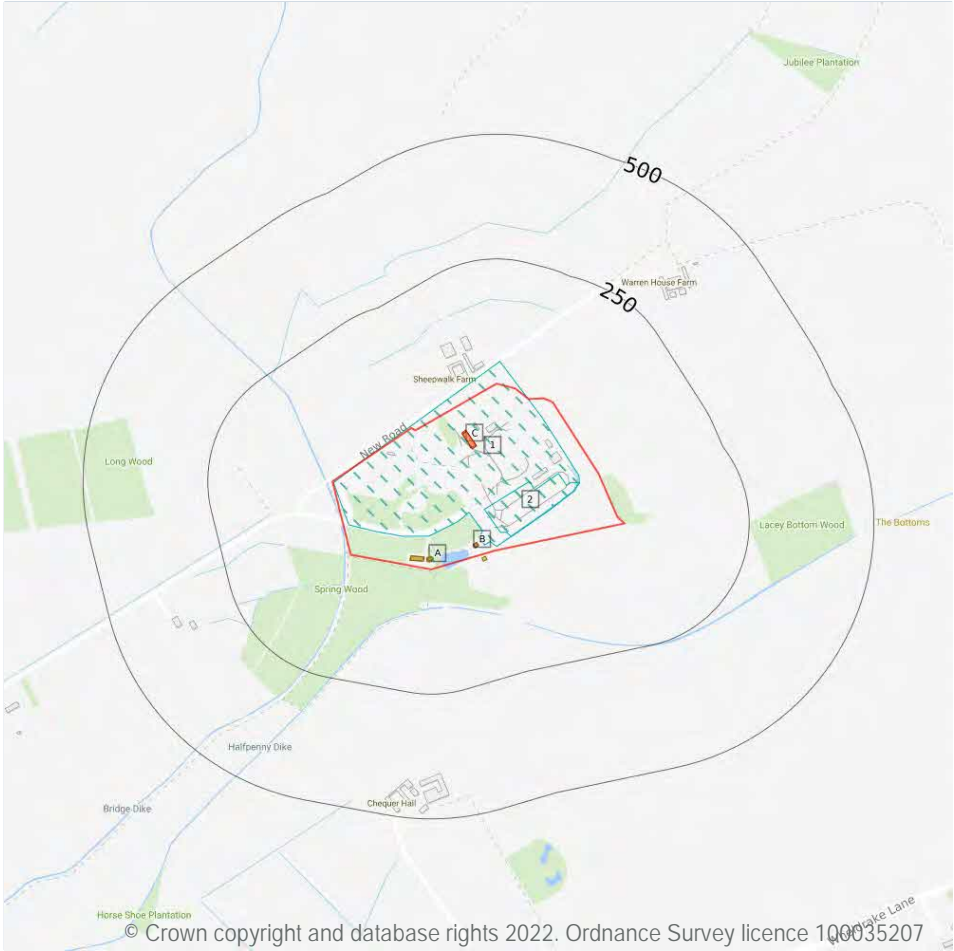 Jubilee Plantation
500
Warren House Farm
250
Sheepwalk Farm
New Road
C
1
Long Wood
2
Lacey Bottom Wood
The Bottoms
B
A
Spring Wood
Halfpenny Dike
Chequer Hall
Bridge Dike
Horse Shoe Plantation
Lane
© Crown copyright and database rights 2022. Ordnance Survey licence 100035207